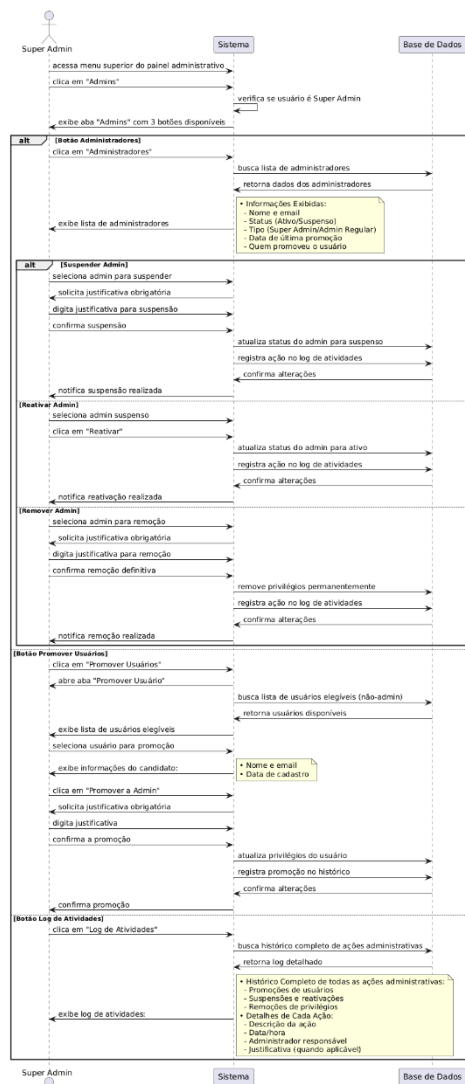 Super Admin
Sistema
Base de Dados
acessa menu superior do painel administrativo
clica em "Admins"
verifica se usuário é Super Admin
exibe aba "Admins" com 3 botões disponíveis
alt
[Botão Administradores]
clica em "Administradores"
busca lista de administradores
retorna dados dos administradores
• Informações Exibidas:
- Nome e email
- Status (Ativo/Suspenso)
- Tipo (Super Admin/Admin Regular)
- Data de última promoção
- Quem promoveu o usuário
exibe lista de administradores
alt
[Suspender Admin]
seleciona admin para suspender
solicita justificativa obrigatória
digita justificativa para suspensão
confirma suspensão
atualiza status do admin para suspenso
registra ação no log de atividades
confirma alterações
notifica suspensão realizada
[Reativar Admin]
seleciona admin suspenso
clica em "Reativar"
atualiza status do admin para ativo
registra ação no log de atividades
confirma alterações
notifica reativação realizada
[Remover Admin]
seleciona admin para remoção
solicita justificativa obrigatória
digita justificativa para remoção
confirma remoção definitiva
remove privilégios permanentemente
registra ação no log de atividades
confirma alterações
notifica remoção realizada
[Botão Promover Usuários]
clica em "Promover Usuários"
abre aba "Promover Usuário"
busca lista de usuários elegíveis (não-admin)
retorna usuários disponíveis
exibe lista de usuários elegíveis
seleciona usuário para promoção
exibe informações do candidato:
• Nome e email
• Data de cadastro
clica em "Promover a Admin"
solicita justificativa obrigatória
digita justificativa
confirma a promoção
atualiza privilégios do usuário
registra promoção no histórico
confirma alterações
confirma promoção
[Botão Log de Atividades]
clica em "Log de Atividades"
busca histórico completo de ações administrativas
retorna log detalhado
• Histórico Completo de todas as ações administrativas:
- Promoções de usuários
- Suspensões e reativações
- Remoções de privilégios
• Detalhes de Cada Ação:
- Descrição da ação
- Data/hora
- Administrador responsável
- Justificativa (quando aplicável)
exibe log de atividades:
Super Admin
Sistema
Base de Dados